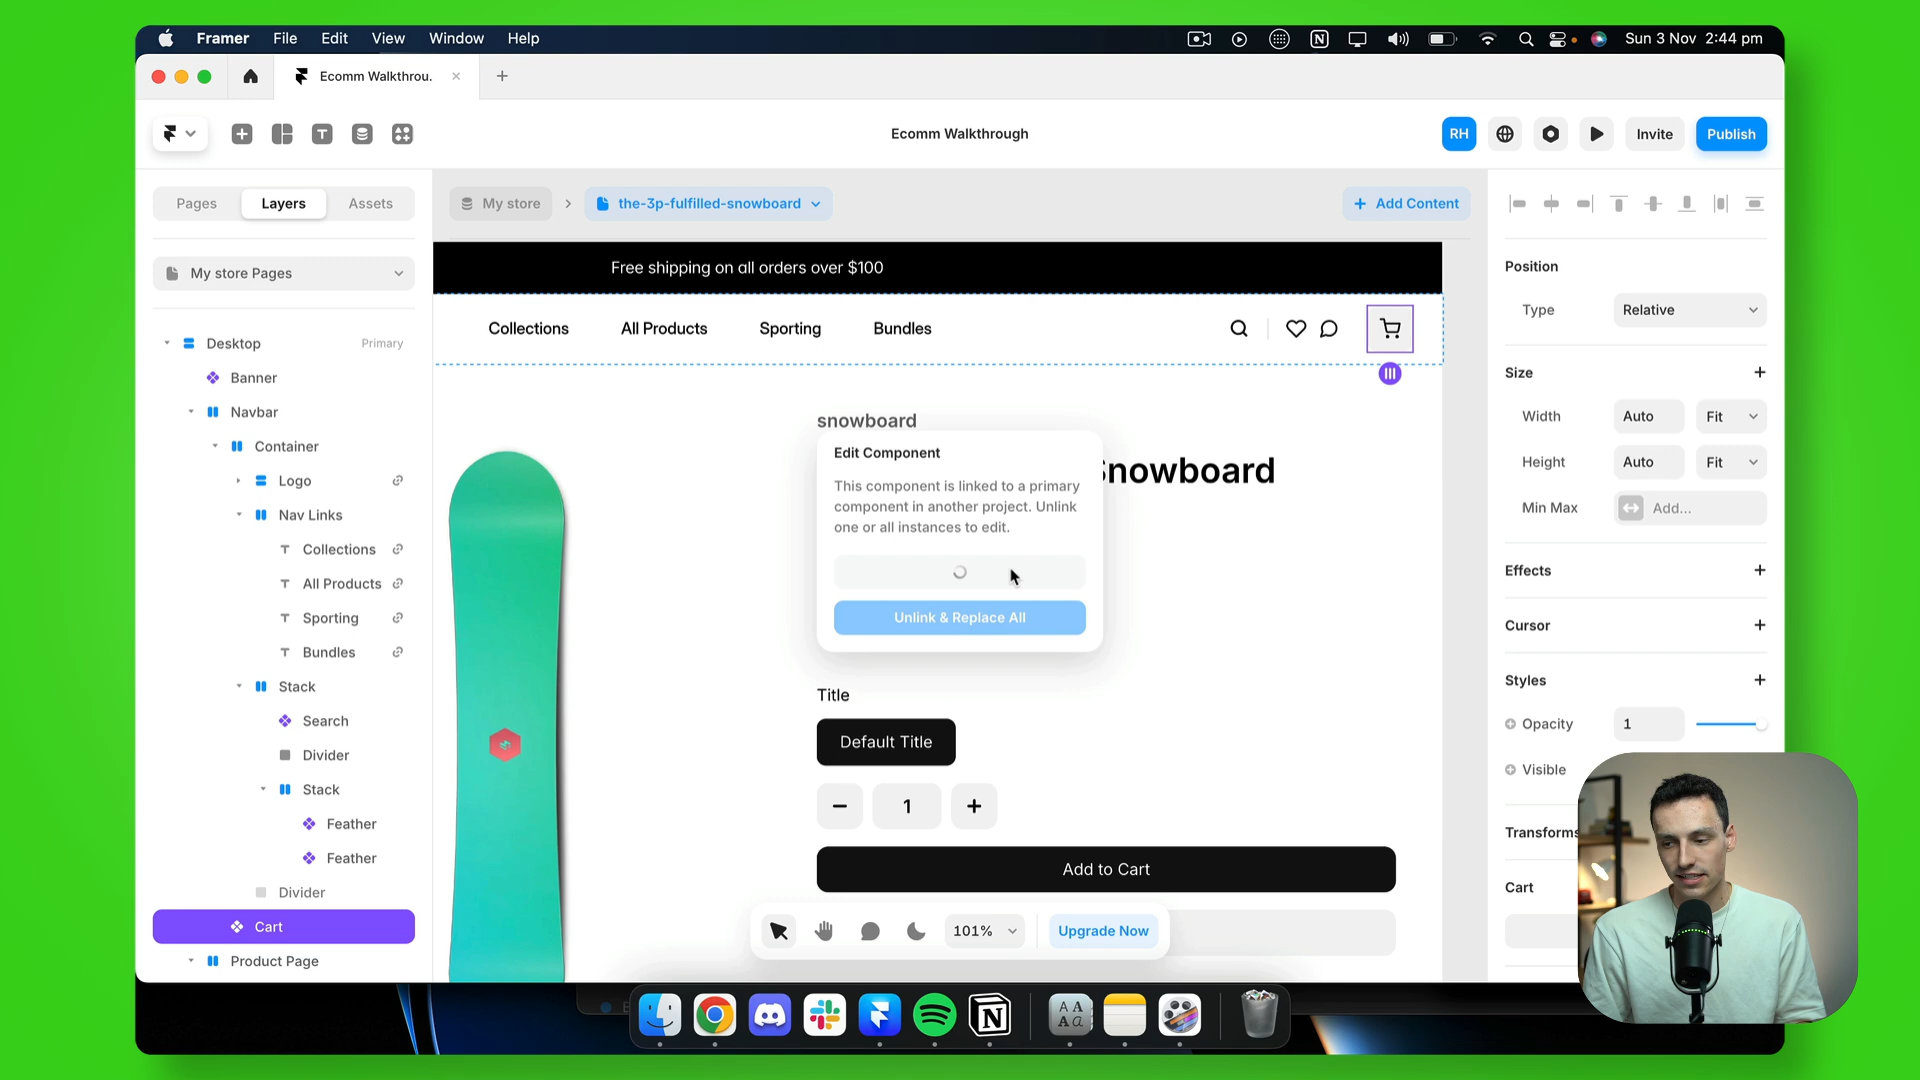 Framer File Edit View Window Help
Sun 3 Nov 2:44 pm
Ecomm Walkthrou.
Ecomm Walkthrough
RH
Invite
Publish
Pages
Layers
Assets
My store
the-3p-fulfilled-snowboard
Add Content
My store Pages
Desktop
Primary
Banner
Navbar
Container
Logo
Nav Links
Collections
All Products
Sporting
Bundles
Stack
Search
Divider
Stack
Feather
Feather
Divider
Cart
Product Page
Free shipping on all orders over $100
Collections
All Products
Sporting
Bundles
snowboard
Snowboard
Edit Component
This component is linked to a primary
component in another project. Unlink
one or all instances to edit.
Unlink & Replace All
Title
Default Title
1
Add to Cart
101%
Upgrade Now
Position
Type
Relative
Size
Width
Auto
Fit
Height
Auto
Fit
Min Max
Add...
Effects
Cursor
Styles
Opacity
1
Visible
Transforms
Cart